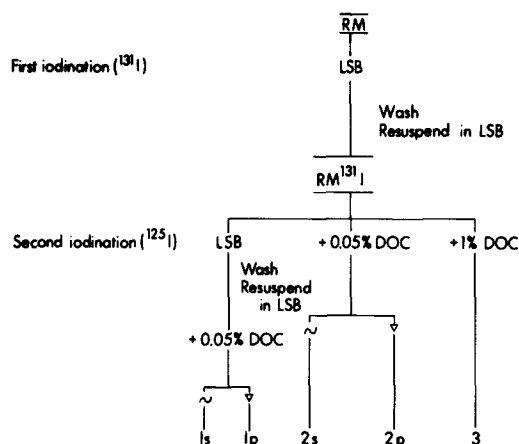 RM
First iodination (¹³¹I)
LSB
Wash
Resuspend in LSB
RM¹³¹I
Second iodination (¹²⁵I)
LSB
+ 0.05% DOC
+1% DOC
Wash
Resuspend
in LSB
+ 0.05% DOC
~
▽
~
▽
1s
1p
2s
2p
3